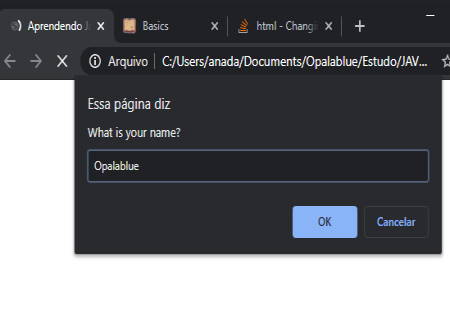 Aprendendo J
Basics
html - Changi
Arquivo
C:/Users/anada/Documents/Opalablue/Estudo/JAV...
Essa página diz
What is your name?
Opalablue
OK
Cancelar